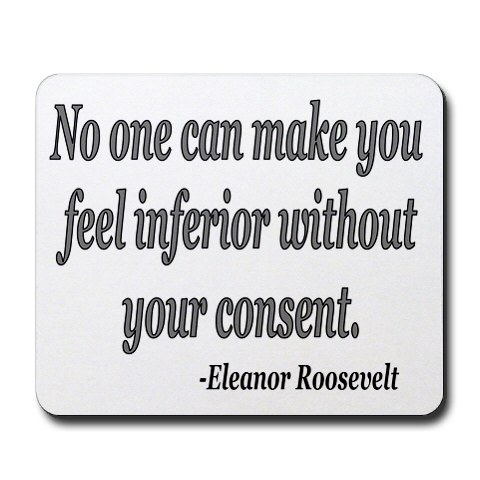 No one can make you
feel inferior without
your consent.
-Eleanor Roosevelt